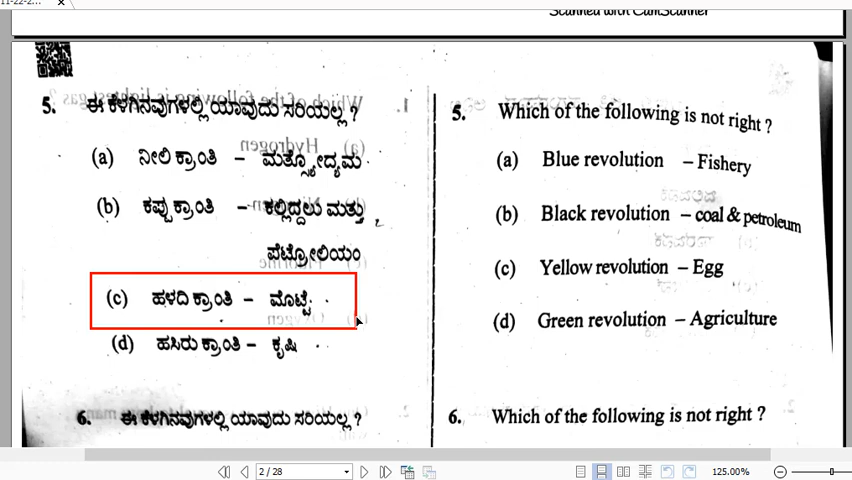 Scanned with CamScanner
5. ಈ ಕೆಳಗಿನವುಗಳಲ್ಲಿ ಯಾವುದು ಸರಿಯಲ್ಲ ?
(a) ನೀಲಿ ಕ್ರಾಂತಿ – ಮತ್ಸ್ಯೋದ್ಯಮ
(b) ಕಪ್ಪು ಕ್ರಾಂತಿ – ಕಲ್ಲಿದ್ದಲು ಮತ್ತು
ಪೆಟ್ರೋಲಿಯಂ
(c) ಹಳದಿ ಕ್ರಾಂತಿ – ಮೊಟ್ಟೆ
(d) ಹಸಿರು ಕ್ರಾಂತಿ – ಕೃಷಿ
6. ಈ ಕೆಳಗಿನವುಗಳಲ್ಲಿ ಯಾವುದು ಸರಿಯಲ್ಲ ?
5. Which of the following is not right ?
(a) Blue revolution – Fishery
(b) Black revolution – coal & petroleum
(c) Yellow revolution – Egg
(d) Green revolution – Agriculture
6. Which of the following is not right ?
2 / 28
125.00%